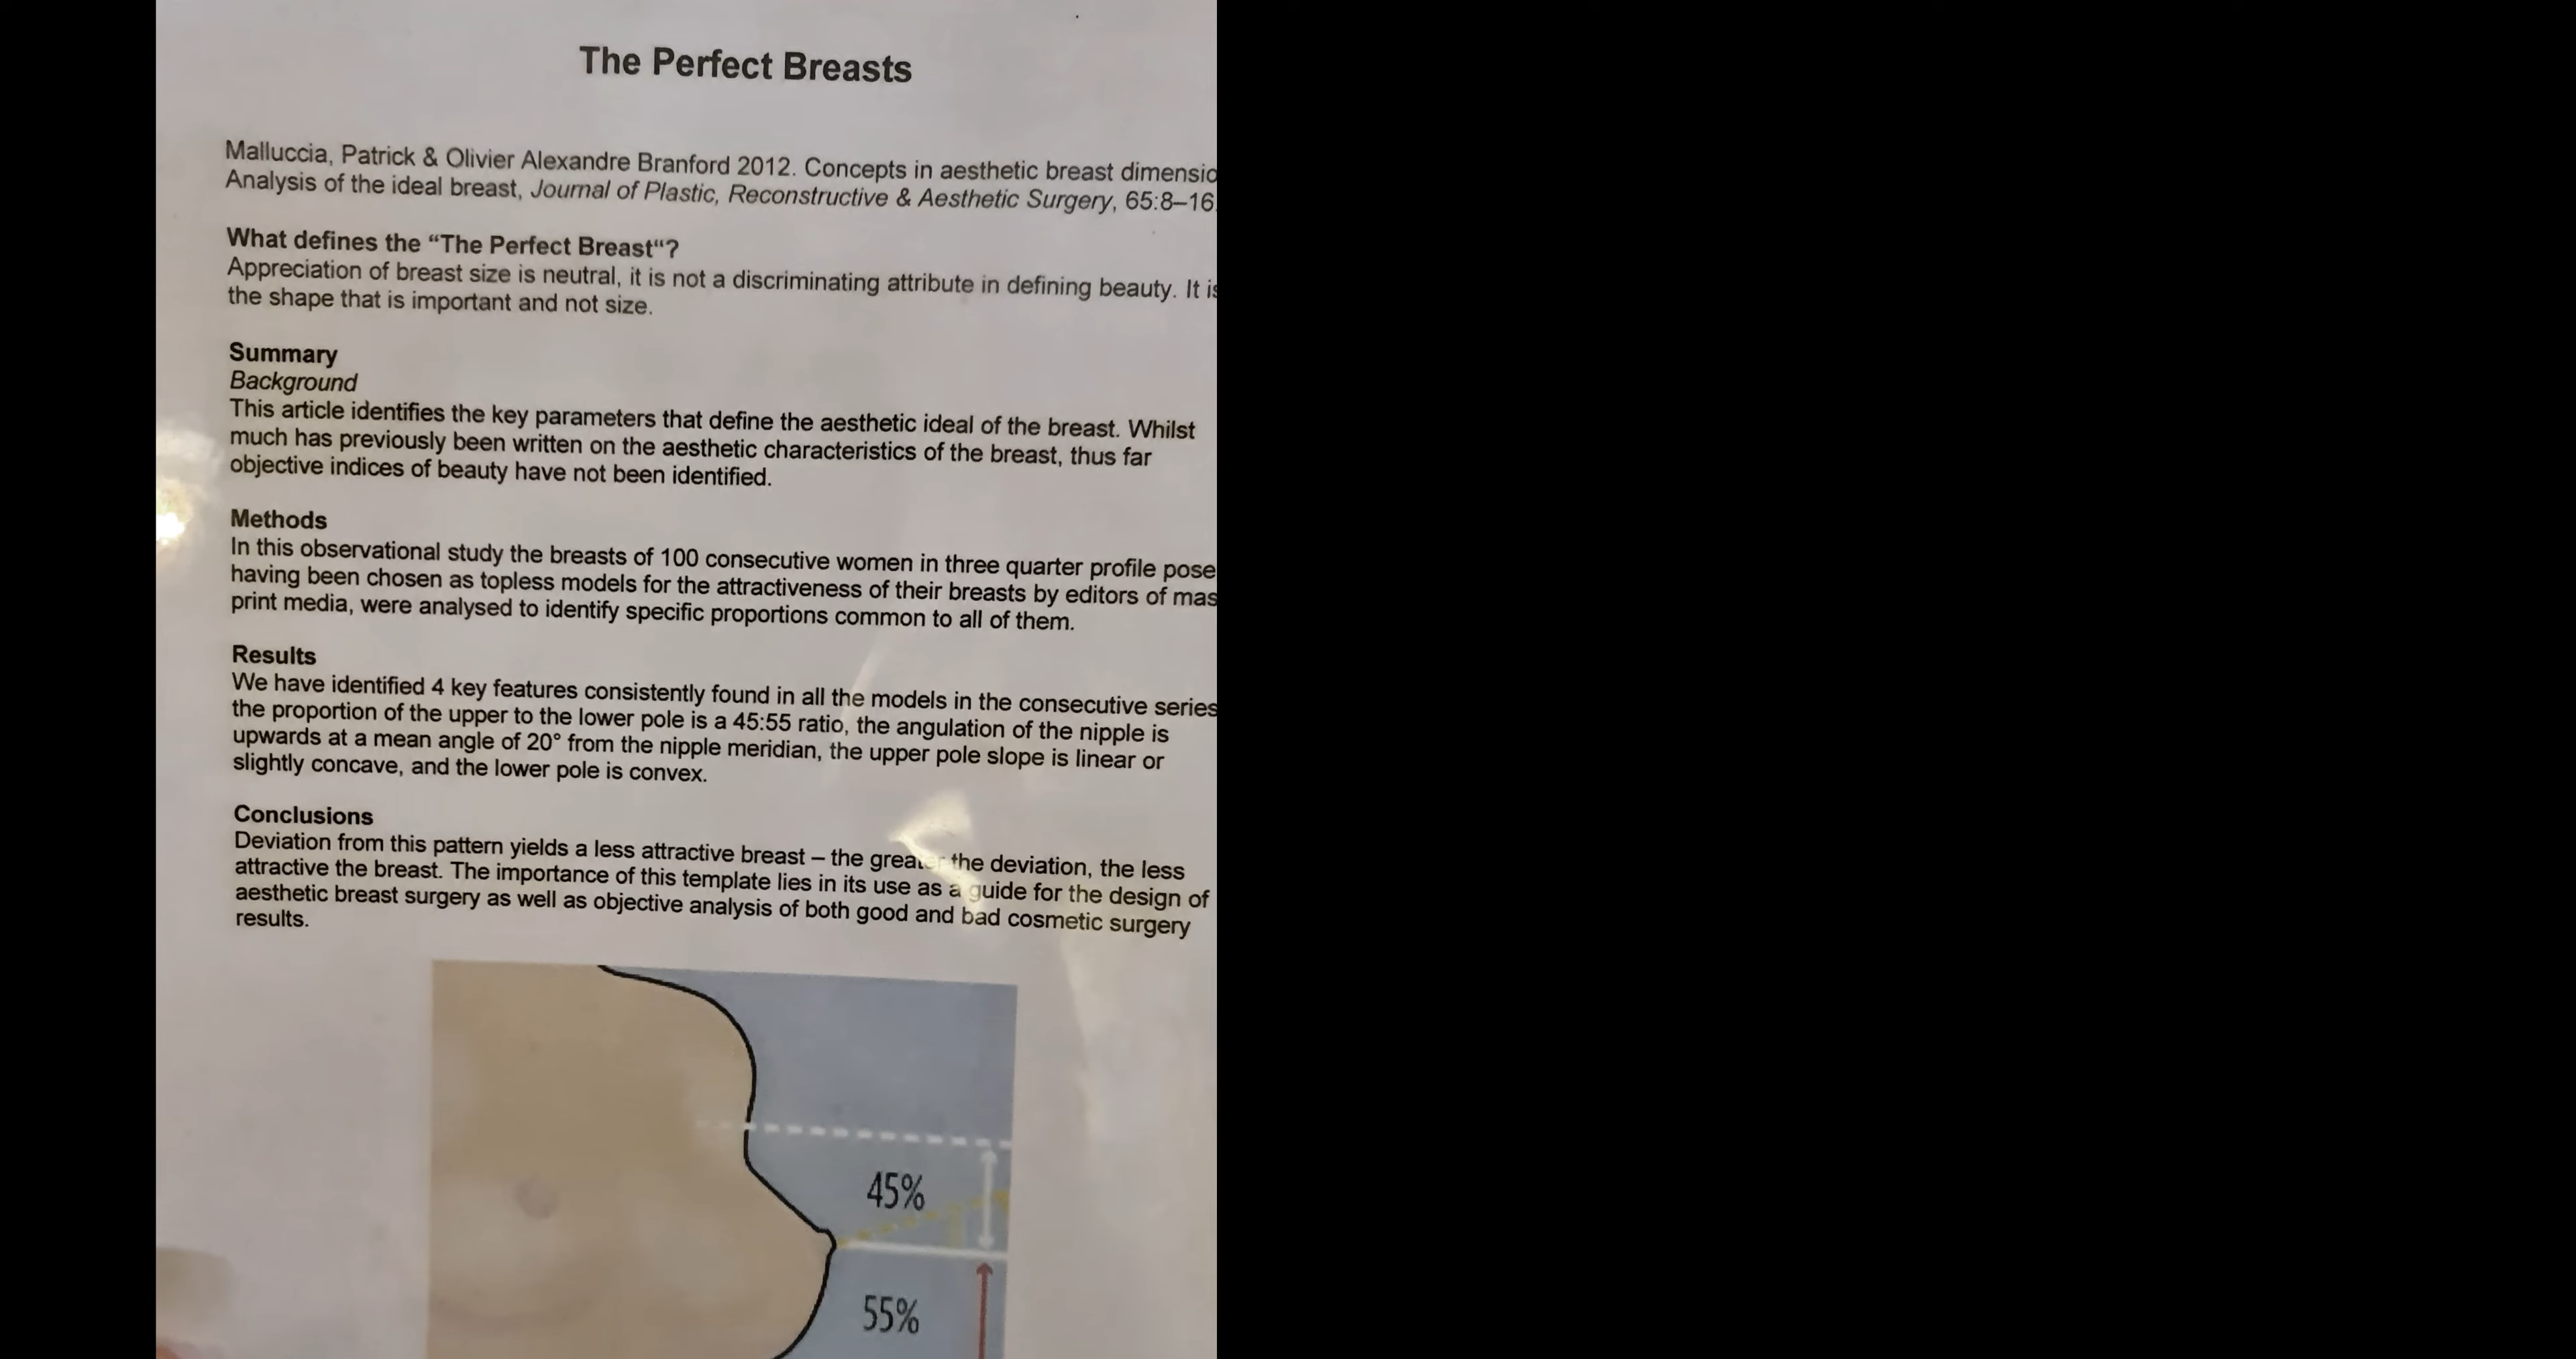 The Perfect Breasts
Malluccia, Patrick & Olivier Alexandre Branford 2012. Concepts in aesthetic breast dimensio
Analysis of the ideal breast, Journal of Plastic, Reconstructive & Aesthetic Surgery, 65:8–16
What defines the “The Perfect Breast“?
Appreciation of breast size is neutral, it is not a discriminating attribute in defining beauty. It is
the shape that is important and not size.
Summary
Background
This article identifies the key parameters that define the aesthetic ideal of the breast. Whilst
much has previously been written on the aesthetic characteristics of the breast, thus far
objective indices of beauty have not been identified.
Methods
In this observational study the breasts of 100 consecutive women in three quarter profile pose
having been chosen as topless models for the attractiveness of their breasts by editors of mas
print media, were analysed to identify specific proportions common to all of them.
Results
We have identified 4 key features consistently found in all the models in the consecutive series
the proportion of the upper to the lower pole is a 45:55 ratio, the angulation of the nipple is
upwards at a mean angle of 20° from the nipple meridian, the upper pole slope is linear or
slightly concave, and the lower pole is convex.
Conclusions
Deviation from this pattern yields a less attractive breast – the greater the deviation, the less
attractive the breast. The importance of this template lies in its use as a guide for the design of
aesthetic breast surgery as well as objective analysis of both good and bad cosmetic surgery
results.
45%
55%